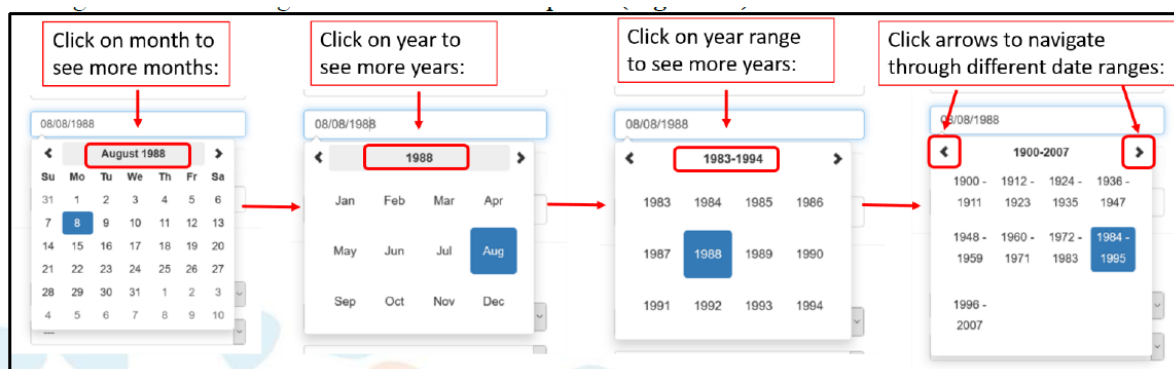 Click on month to
see more months:
Click on year to
see more years:
Click on year range
to see more years:
Click arrows to navigate
through different date ranges:
08/08/1988
August 1988
Su Mo Tu We Th Fr Sa
31 1 2 3 4 5 6
7 8 9 10 11 12 13
14 15 16 17 18 19 20
21 22 23 24 25 26 27
28 29 30 31 1 2 3
4 5 6 7 8 9 10
08/08/1988
1988
Jan Feb Mar Apr
May Jun Jul Aug
Sep Oct Nov Dec
08/08/1988
1983-1994
1983 1984 1985 1986
1987 1988 1989 1990
1991 1992 1993 1994
08/08/1988
1900-2007
1900 - 1912 - 1924 - 1936 -
1911 1923 1935 1947
1948 - 1960 - 1972 - 1984 -
1959 1971 1983 1995
1996 -
2007